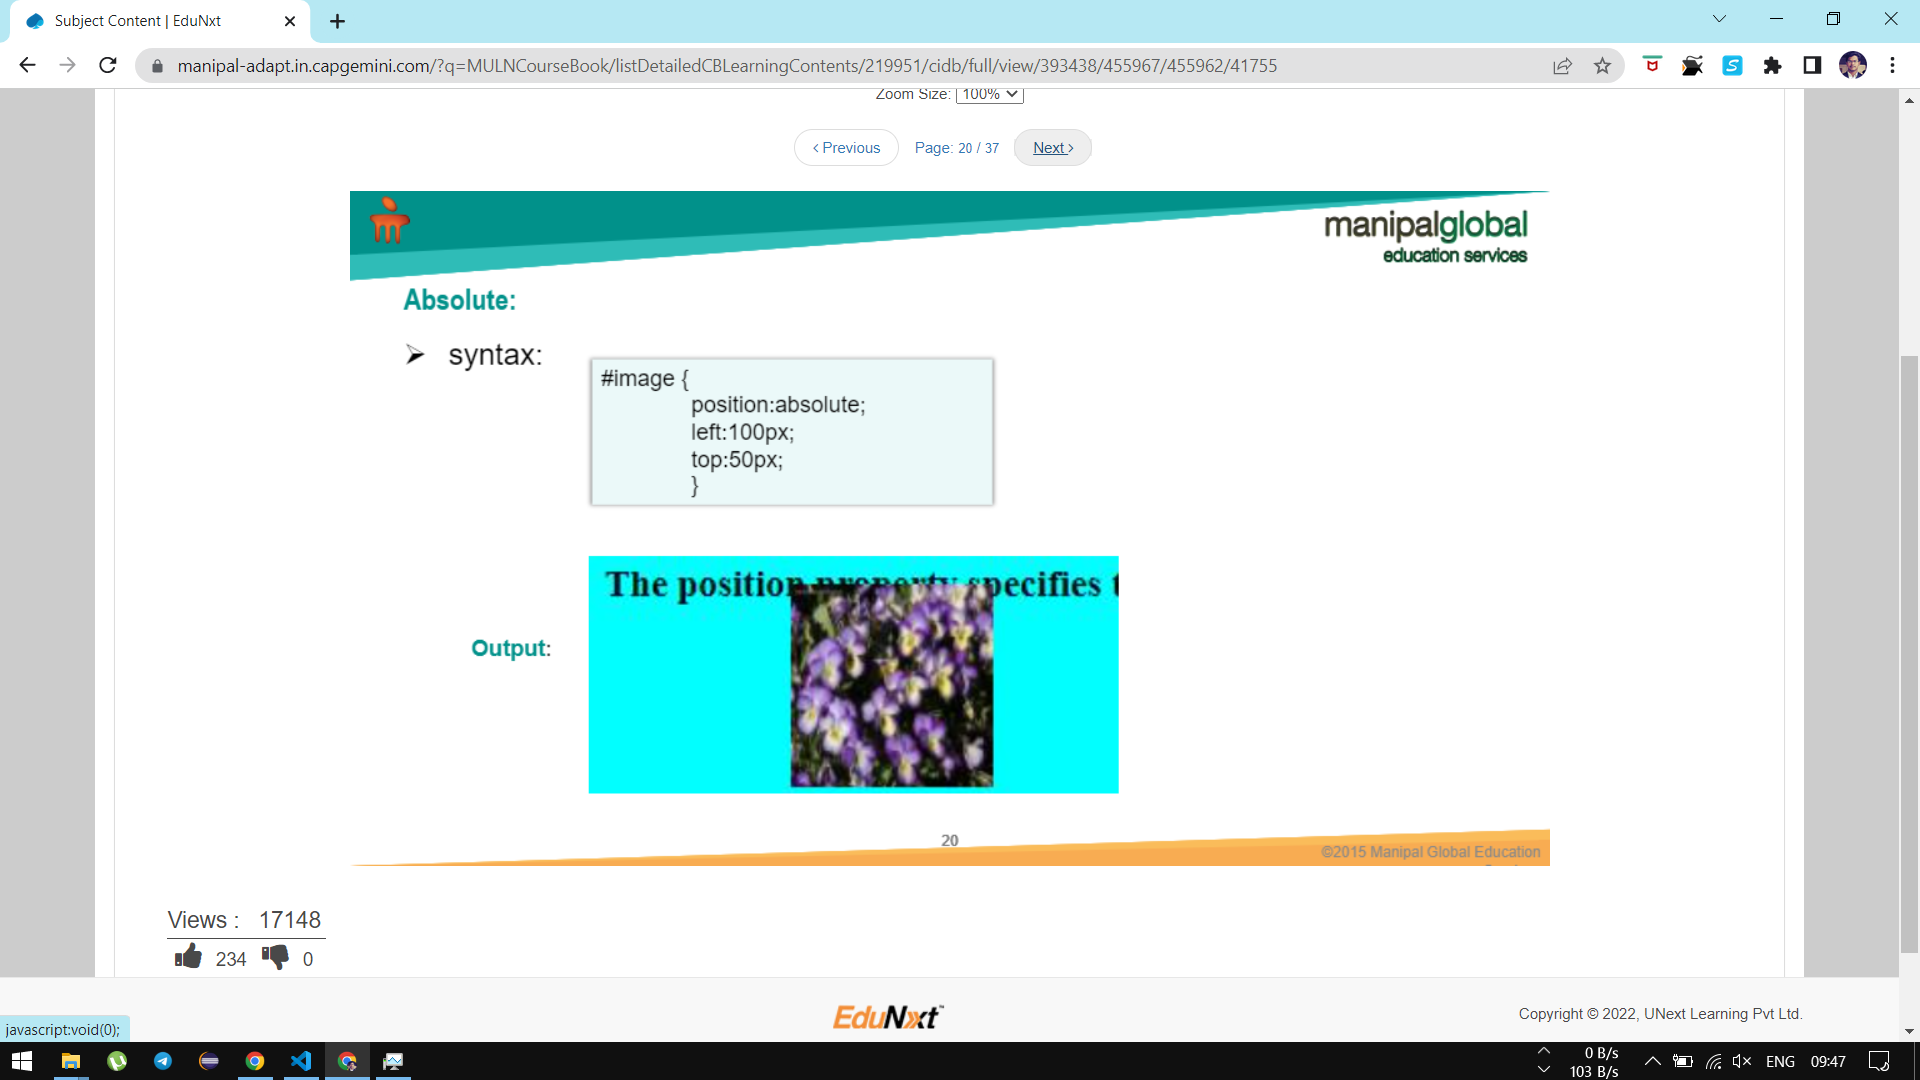 Subject Content | EduNxt
manipal-adapt.in.capgemini.com/?q=MULNCourseBook/listDetailedCBLearningContents/219951/cidb/full/view/393438/455967/455962/41755
Zoom Size: 100%
‹ Previous Page: 20 / 37 Next ›
manipalglobal
education services
Absolute:
➢ syntax:
#image {
position:absolute;
left:100px;
top:50px;
}
The position property specifies t
Output:
20
©2015 Manipal Global Education
Views : 17148
234 0
EduNxt™
Copyright © 2022, UNext Learning Pvt Ltd.
javascript:void(0);
0 B/s
103 B/s
ENG 09:47